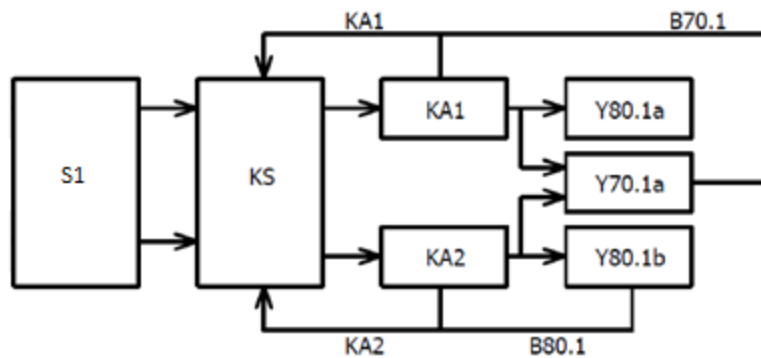 KA1 B70.1
KA1 Y80.1a
S1 KS Y70.1a
KA2 Y80.1b
KA2 B80.1